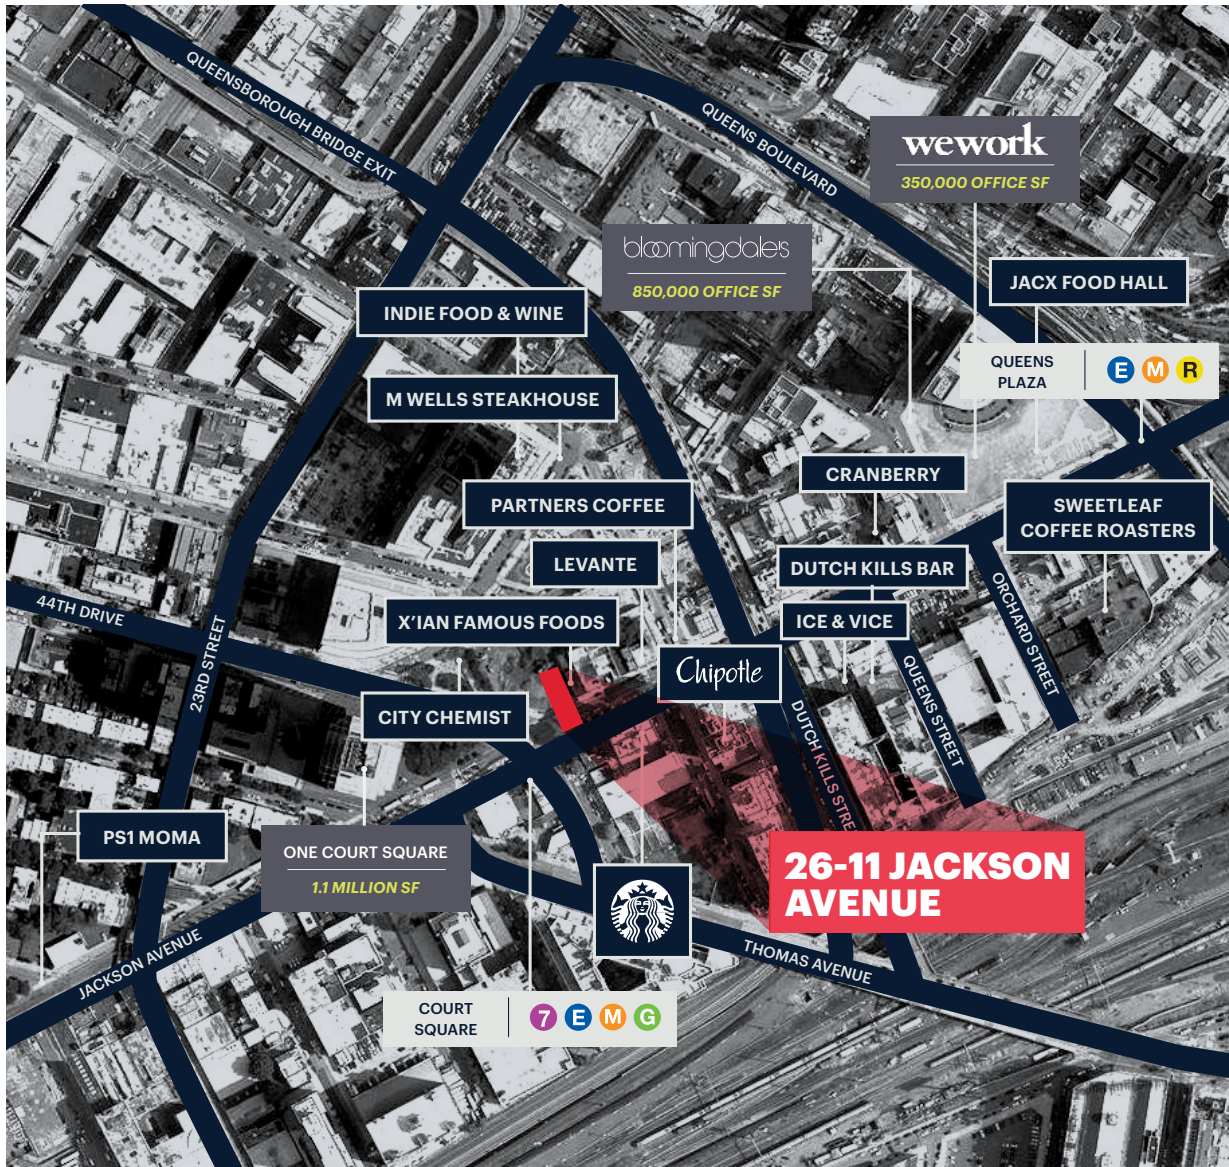 QUEENSBOROUGH BRIDGE EXIT
QUEENS BOULEVARD
wework
350,000 OFFICE SF
bloomingdale's
850,000 OFFICE SF
JACX FOOD HALL
INDIE FOOD & WINE
QUEENS
PLAZA
E M R
M WELLS STEAKHOUSE
CRANBERRY
PARTNERS COFFEE
SWEETLEAF
COFFEE ROASTERS
LEVANTE
DUTCH KILLS BAR
44TH DRIVE
X'IAN FAMOUS FOODS
ICE & VICE
ORCHARD STREET
23RD STREET
Chipotle
QUEENS STREET
CITY CHEMIST
DUTCH KILLS STRE
PS1 MOMA
ONE COURT SQUARE
1.1 MILLION SF
26-11 JACKSON
AVENUE
JACKSON AVENUE
THOMAS AVENUE
COURT
SQUARE
7 E M G